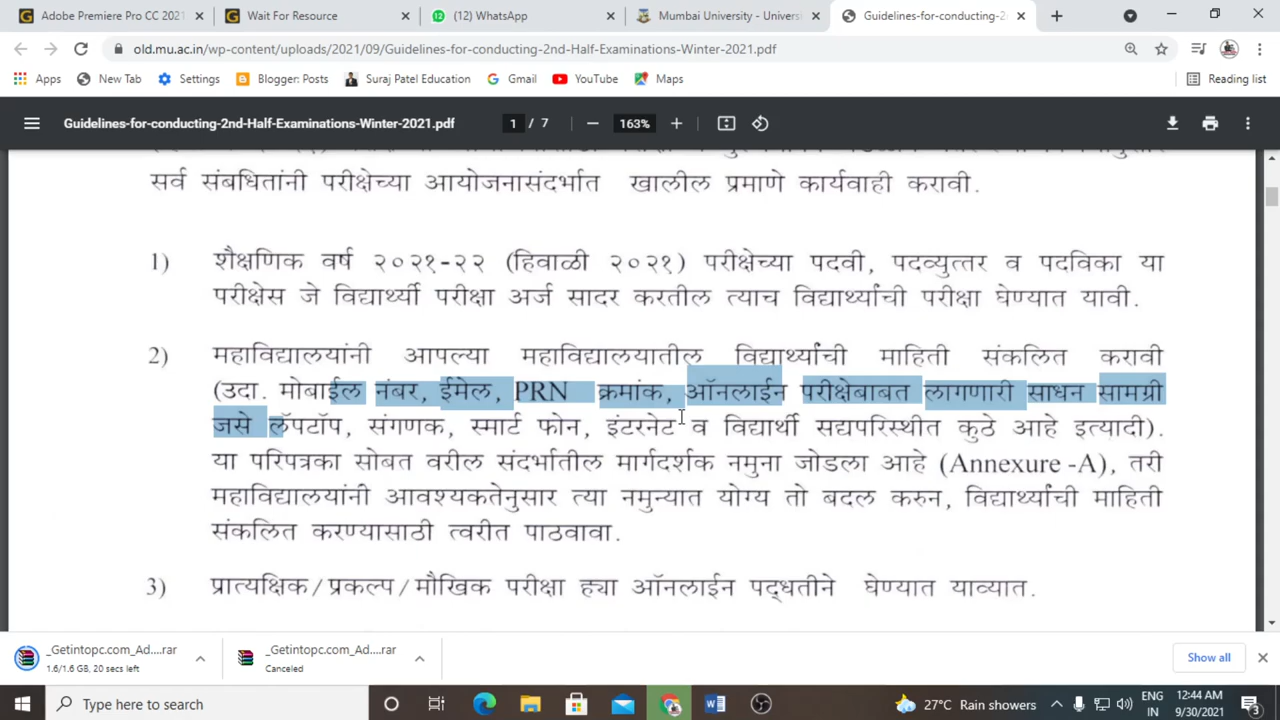 Adobe Premiere Pro CC 2021
Wait For Resource
(12) WhatsApp
Mumbai University - Univers
Guidelines-for-conducting-2
old.mu.ac.in/wp-content/uploads/2021/09/Guidelines-for-conducting-2nd-Half-Examinations-Winter-2021.pdf
Apps New Tab Settings Blogger: Posts Suraj Patel Education Gmail YouTube Maps Reading list
Guidelines-for-conducting-2nd-Half-Examinations-Winter-2021.pdf 1 / 7 163%
सर्व संबधितांनी परीक्षेच्या आयोजनासंदर्भात खालील प्रमाणे कार्यवाही करावी.
1) शैक्षणिक वर्ष २०२१-२२ (हिवाळी २०२१) परीक्षेच्या पदवी, पदव्युत्तर व पदविका या
परीक्षेस जे विद्यार्थ्यी परीक्षा अर्ज सादर करतील त्याच विद्यार्थ्यांची परीक्षा घेण्यात यावी.
2) महाविद्यालयांनी आपल्या महाविद्यालयातील विद्यार्थ्यांची माहिती संकलित करावी
(उदा. मोबाईल नंबर, ईमेल, PRN क्रमांक, ऑनलाईन परीक्षेबाबत लागणारी साधन सामग्री
जसे लॅपटॉप, संगणक, स्मार्ट फोन, इंटरनेट व विद्यार्थी सद्यपरिस्थीत कुठे आहे इत्यादी).
या परिपत्रका सोबत वरील संदर्भातील मार्गदर्शक नमुना जोडला आहे (Annexure -A), तरी
महाविद्यालयांनी आवश्यकतेनुसार त्या नमुन्यात योग्य तो बदल करुन, विद्यार्थ्यांची माहिती
संकलित करण्यासाठी त्वरीत पाठवावा.
3) प्रात्यक्षिक/प्रकल्प/मौखिक परीक्षा ह्या ऑनलाईन पद्धतीने घेण्यात याव्यात.
_Getintopc.com_Ad....rar
1.6/1.6 GB, 20 secs left
_Getintopc.com_Ad....rar
Canceled
Show all
Type here to search
27°C Rain showers
ENG
IN
12:44 AM
9/30/2021
3